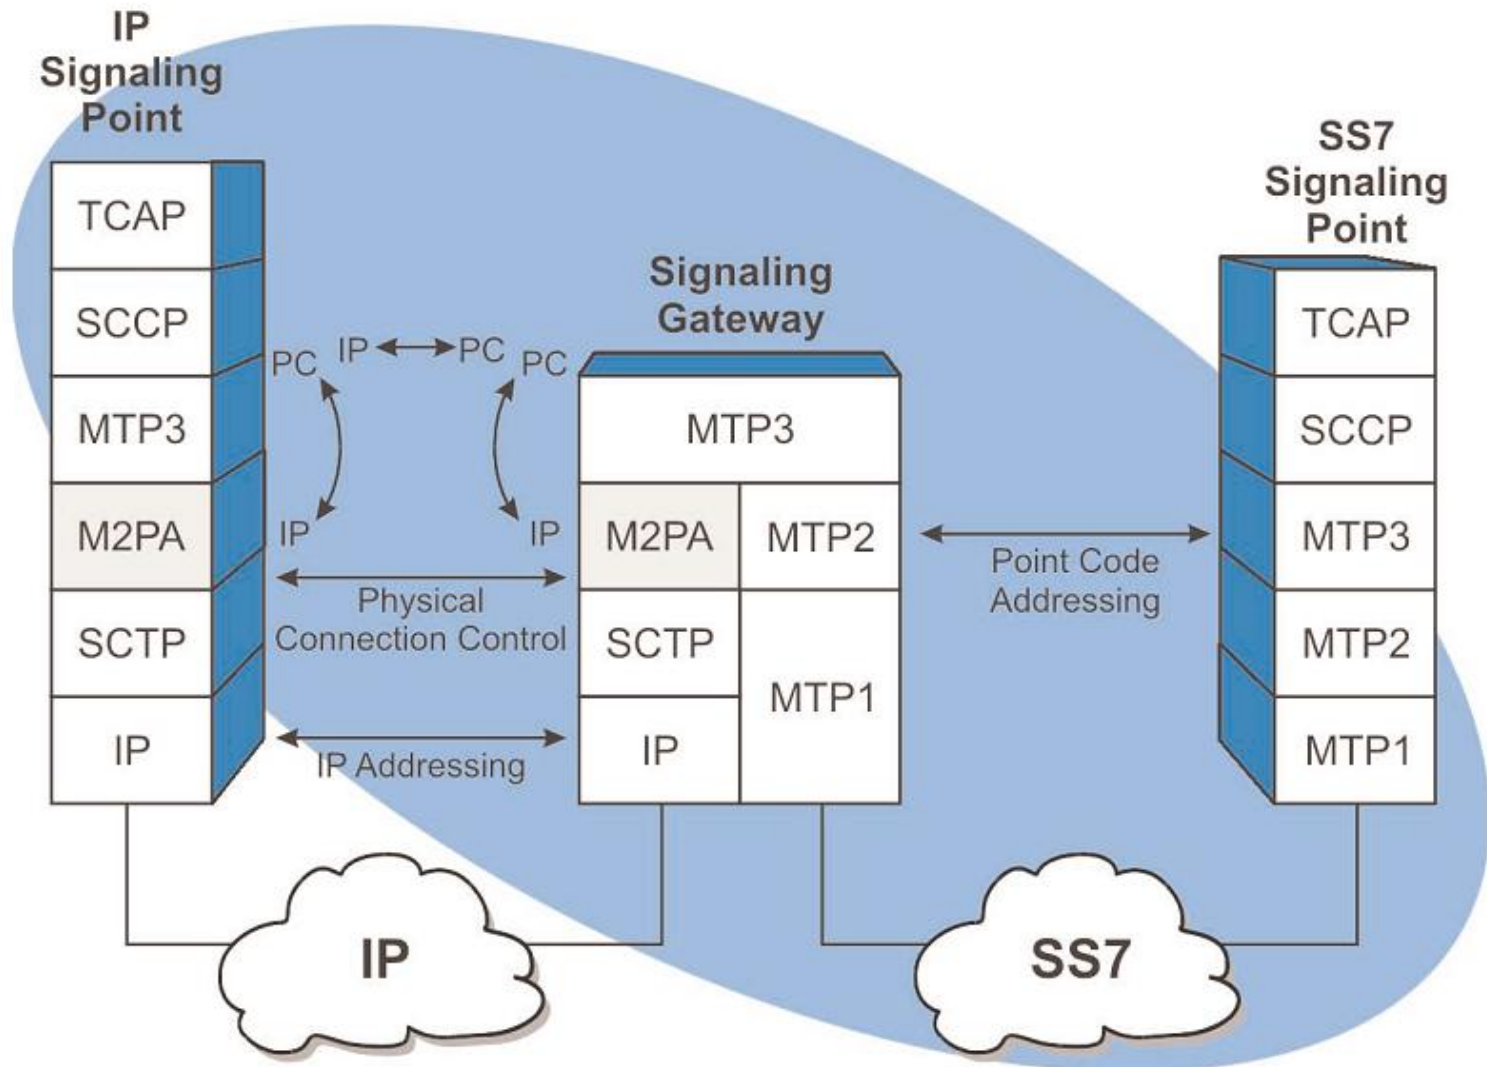 IP
Signaling
Point
TCAP
SCCP
MTP3
M2PA
SCTP
IP
PC
IP
PC
PC
IP
IP
Physical
Connection Control
IP Addressing
Signaling
Gateway
MTP3
M2PA
MTP2
SCTP
MTP1
IP
Point Code
Addressing
SS7
Signaling
Point
TCAP
SCCP
MTP3
MTP2
MTP1
IP
SS7